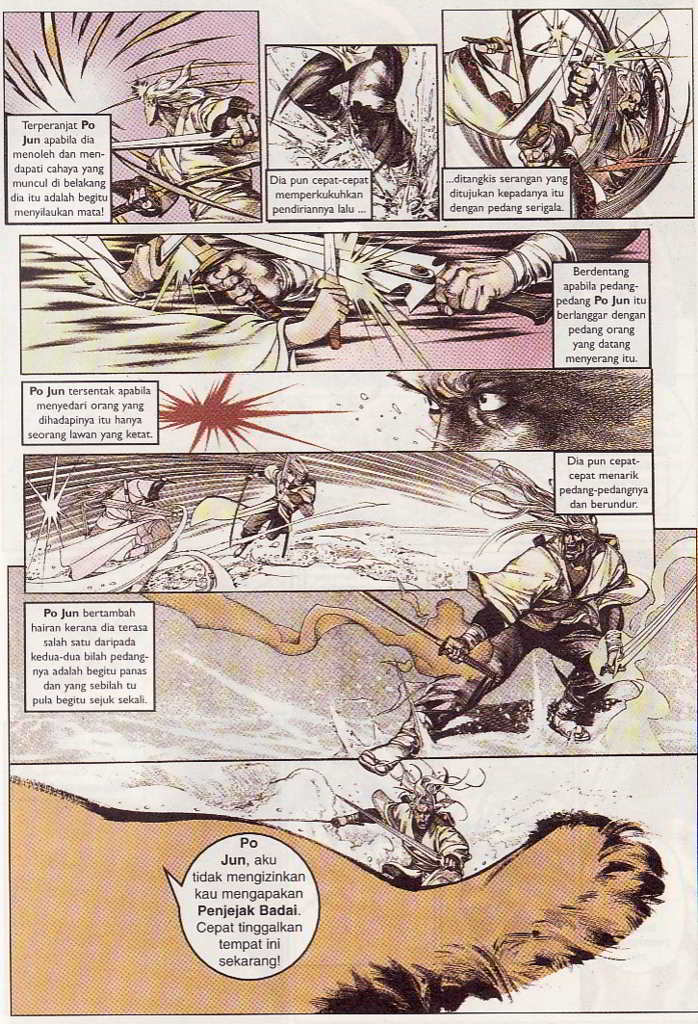 Terperanjat Po
Jun apabila dia
menoleh dan men-
dapati cahaya yang
muncul di belakang
dia itu adalah begitu
menyilaukan mata!
Dia pun cepat-cepat
memperkukuhkan
pendiriannya lalu ...
...ditangkis serangan yang
ditujukan kepadanya itu
dengan pedang serigala.
Berdentang
apabila pedang-
pedang Po Jun itu
berlanggar dengan
pedang orang
yang datang
menyerang itu.
Po Jun tersentak apabila
menyedari orang yang
dihadapinya itu hanya
seorang lawan yang ketat.
Dia pun cepat-
cepat menarik
pedang-pedangnya
dan berundur.
Po Jun bertambah
hairan kerana dia terasa
salah satu daripada
kedua-dua bilah pedang-
nya adalah begitu panas
dan yang sebilah tu
pula begitu sejuk sekali.
Po
Jun, aku
tidak mengizinkan
kau mengapakan
Penjejak Badai.
Cepat tinggalkan
tempat ini
sekarang!